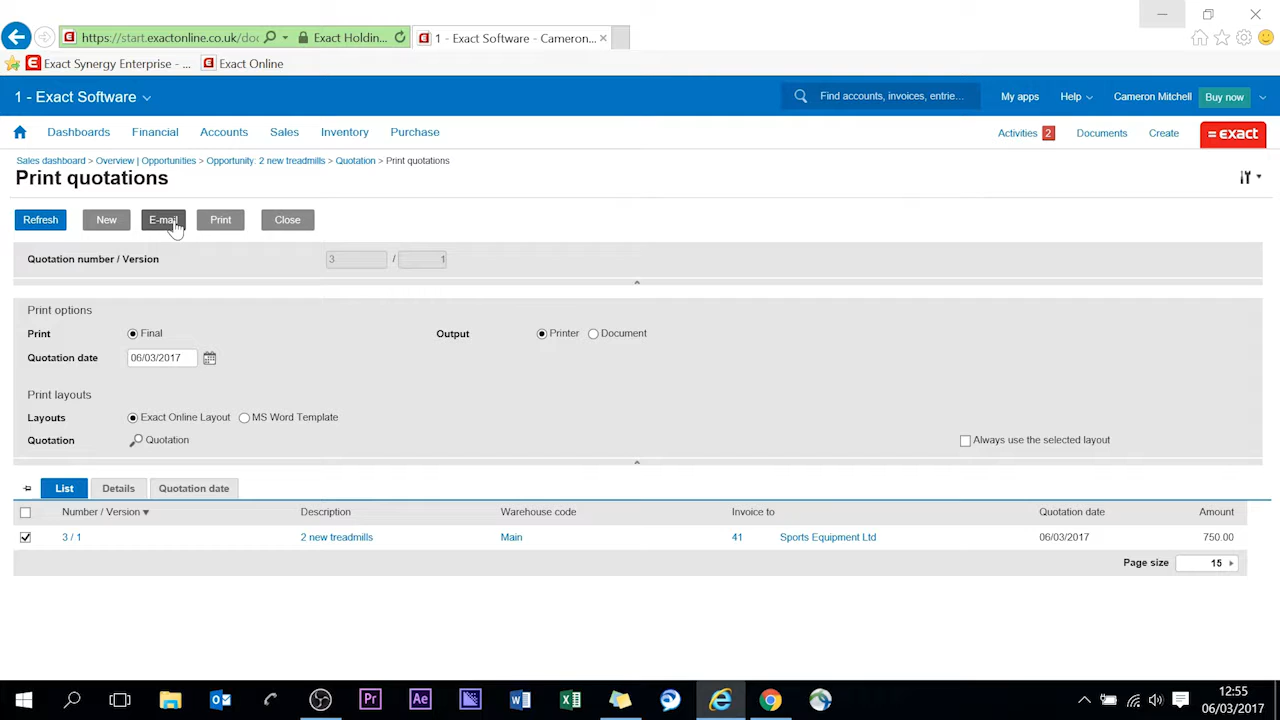 https://start.exactonline.co.uk/doc
Exact Holdin...
1 - Exact Software - Cameron...
Exact Synergy Enterprise - ...
Exact Online
1 - Exact Software
Find accounts, invoices, entrie...
My apps
Help
Cameron Mitchell
Buy now
Dashboards
Financial
Accounts
Sales
Inventory
Purchase
Activities 2
Documents
Create
=exact
Sales dashboard > Overview | Opportunities > Opportunity: 2 new treadmills > Quotation > Print quotations
Print quotations
Refresh
New
E-mail
Print
Close
Quotation number / Version 3 / 1
Print options
Print Final Output Printer Document
Quotation date 06/03/2017
Print layouts
Layouts Exact Online Layout MS Word Template
Quotation Quotation Always use the selected layout
List Details Quotation date
Number / Version Description Warehouse code Invoice to Quotation date Amount
3 / 1 2 new treadmills Main 41 Sports Equipment Ltd 06/03/2017 750.00
Page size 15
Pr
Ae
12:55
06/03/2017